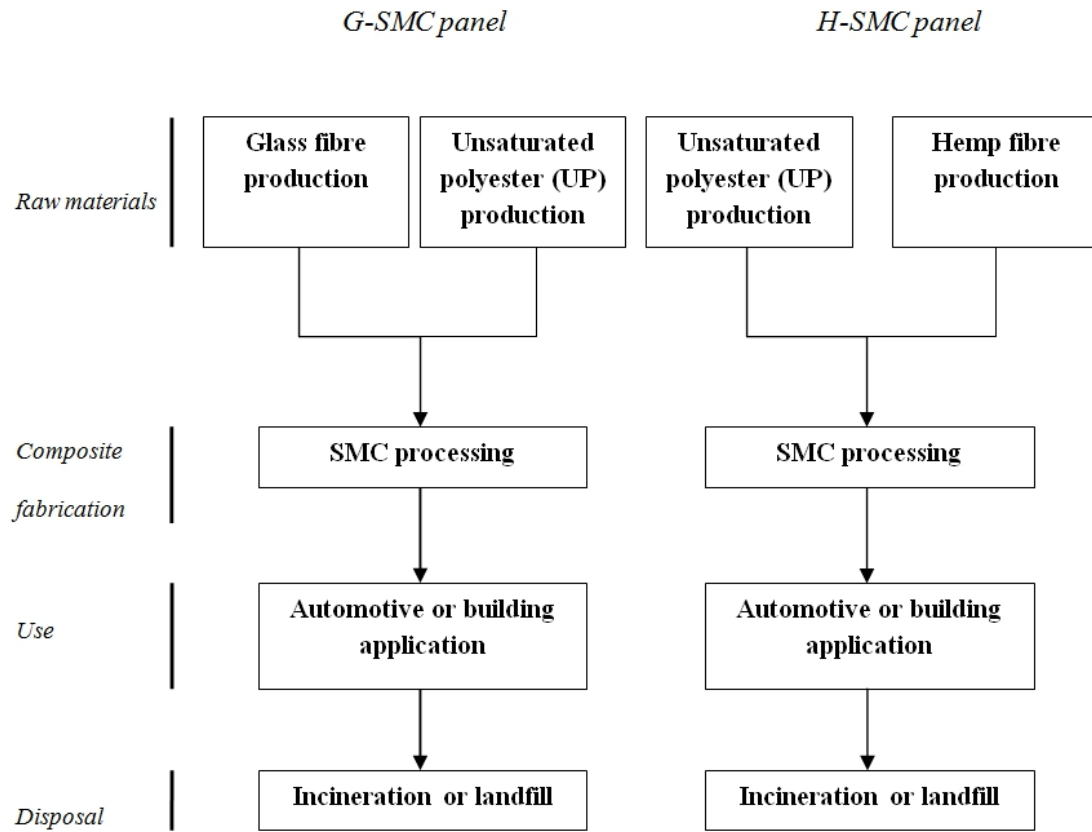 G-SMC panel
H-SMC panel
Raw materials
Glass fibre
production
Unsaturated
polyester (UP)
production
Unsaturated
polyester (UP)
production
Hemp fibre
production
Composite
fabrication
SMC processing
SMC processing
Use
Automotive or building
application
Automotive or building
application
Disposal
Incineration or landfill
Incineration or landfill